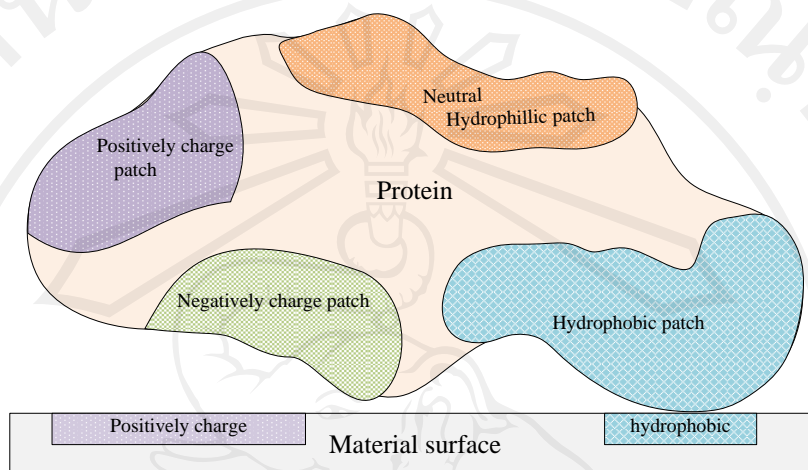 Neutral
Hydrophillic patch
Positively charge
patch
Protein
Negatively charge patch
Hydrophobic patch
Positively charge
hydrophobic
Material surface